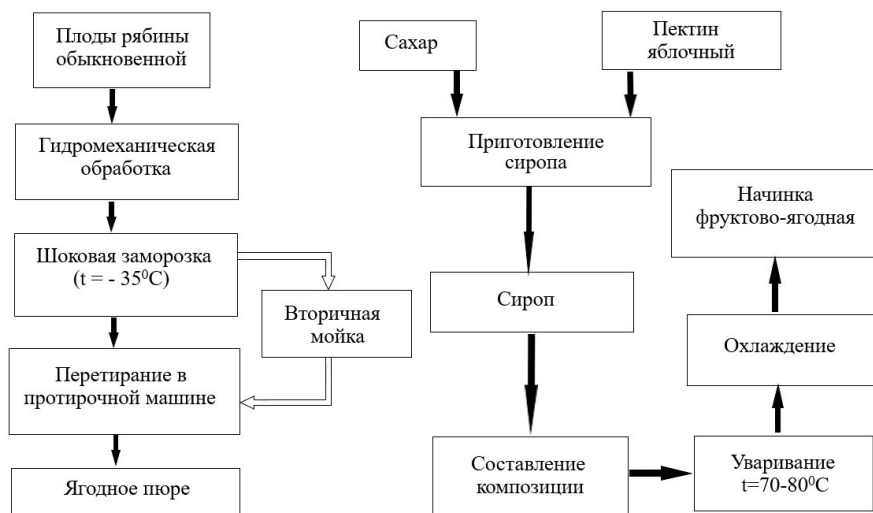 Плоды рябины
обыкновенной
Гидромеханическая
обработка
Шоковая заморозка
(t = - 35⁰С)
Вторичная
мойка
Перетирание в
протирочной машине
Ягодное пюре
Сахар
Пектин
яблочный
Приготовление
сиропа
Сироп
Составление
композиции
Уваривание
t=70-80⁰С
Охлаждение
Начинка
фруктово-ягодная